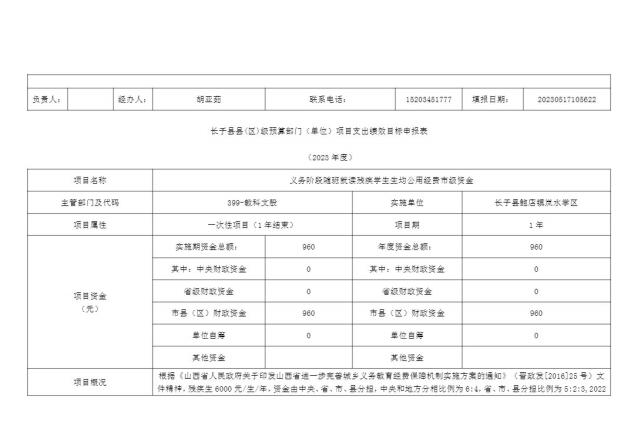 负责人： 经办人： 胡亚茹 联系电话： 15203451777 填报日期： 20230517105622
长子县县(区)级预算部门（单位）项目支出绩效目标申报表
（2023 年度）
项目名称 义务阶段随班就读残疾学生生均公用经费市级资金
主管部门及代码 399-教科文股 实施单位 长子县鲍店镇岚水学区
项目属性 一次性项目（1 年结束） 项目期 1 年
项目资金（元） 实施期资金总额： 960 年度资金总额： 960
其中：中央财政资金 0 其中：中央财政资金 0
省级财政资金 0 省级财政资金 0
市县（区）财政资金 960 市县（区）财政资金 960
单位自筹 0 单位自筹 0
其他资金 其他资金
项目概况 根据《山西省人民政府关于印发山西省进一步完善城乡义务教育经费保障机制实施方案的通知》（晋政发[2016]25 号）文
件精神，残疾生 6000 元/生/年，资金由中央、省、市、县分担，中央和地方分担比例为 6:4，省、市、县分担比例为 5:2:3,2022